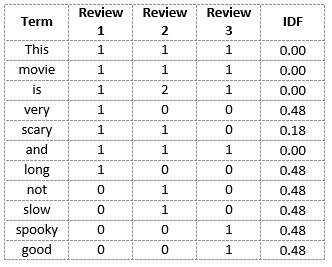 Term Review 1 Review 2 Review 3 IDF
This 1 1 1 0.00
movie 1 1 1 0.00
is 1 2 1 0.00
very 1 0 0 0.48
scary 1 1 0 0.18
and 1 1 1 0.00
long 1 0 0 0.48
not 0 1 0 0.48
slow 0 1 0 0.48
spooky 0 0 1 0.48
good 0 0 1 0.48